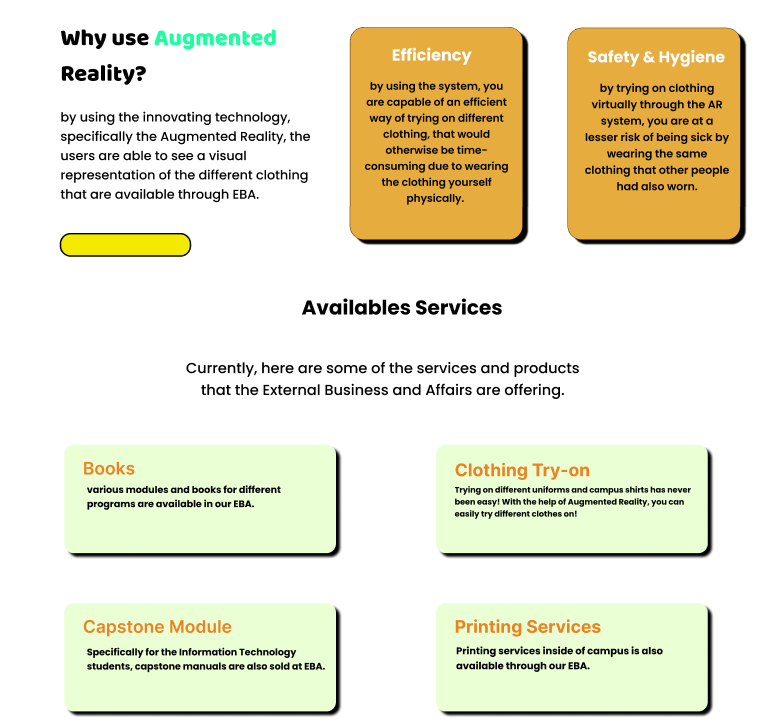 Why use Augmented
Reality?
by using the innovating technology,
specifically the Augmented Reality, the
users are able to see a visual
representation of the different clothing
that are available through EBA.
Efficiency
by using the system, you
are capable of an efficient
way of trying on different
clothing, that would
otherwise be time-
consuming due to wearing
the clothing yourself
physically.
Safety & Hygiene
by trying on clothing
virtually through the AR
system, you are at a
lesser risk of being sick by
wearing the same
clothing that other people
had also worn.
Availables Services
Currently, here are some of the services and products
that the External Business and Affairs are offering.
Books
various modules and books for different
programs are available in our EBA.
Clothing Try-on
Trying on different uniforms and campus shirts has never
been easy! With the help of Augmented Reality, you can
easily try different clothes on!
Capstone Module
Specifically for the Information Technology
students, capstone manuals are also sold at EBA.
Printing Services
Printing services inside of campus is also
available through our EBA.